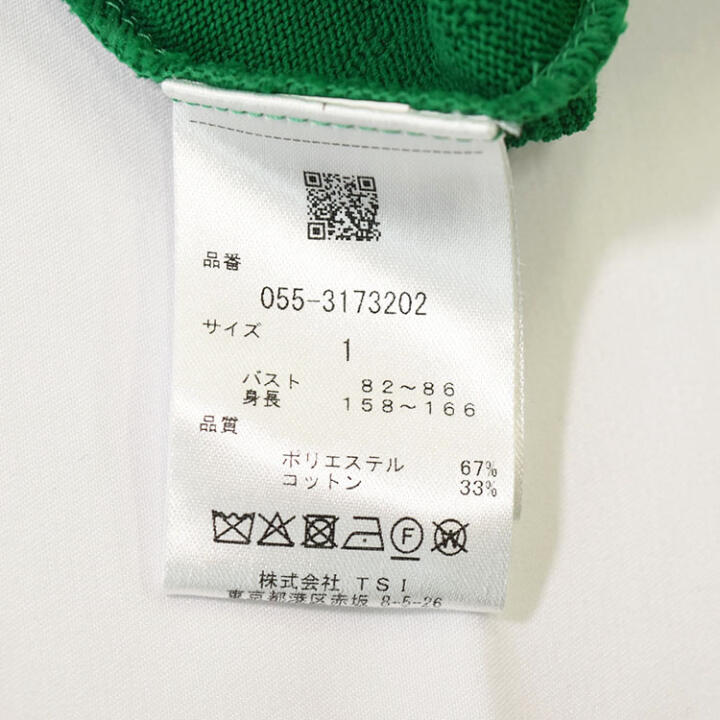 品番
055-3173202
サイズ
1
バスト 82~86
身長 158~166
品質
ポリエステル 67%
コットン 33%
F W
株式会社 TSI
東京都港区赤坂 8-5-26